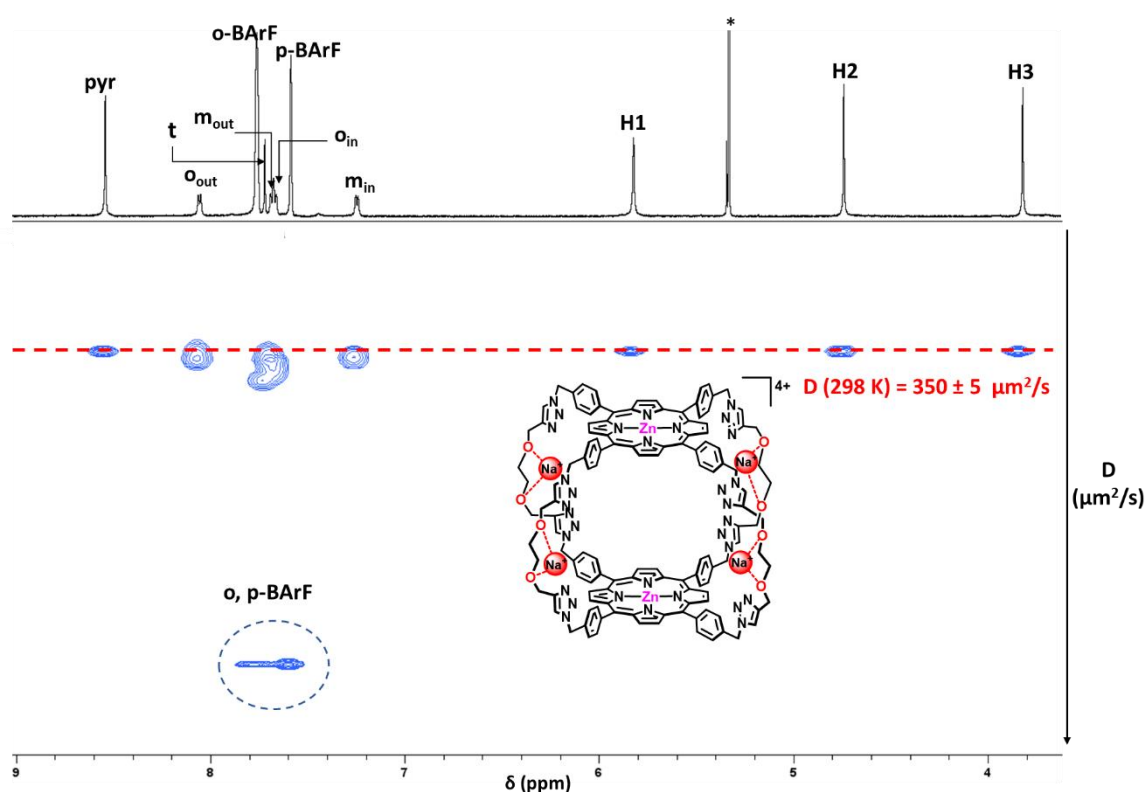 *
o-BArF
p-BArF
pyr
H2
H3
m_out
t
o_in
H1
o_out
m_in
4+
D (298 K) = 350 ± 5 µm²/s
N
N
N
N
N
N
N
N
Zn
N
N
N
O
Na⁺
Na⁺
O
O
O
N
N
N
N
N
N
O
O
Na⁺
Na⁺
O
O
N
N
N
N
N
Zn
N
N
N
N
N
D
(µm²/s)
o, p-BArF
9
8
7
6
5
4
δ (ppm)